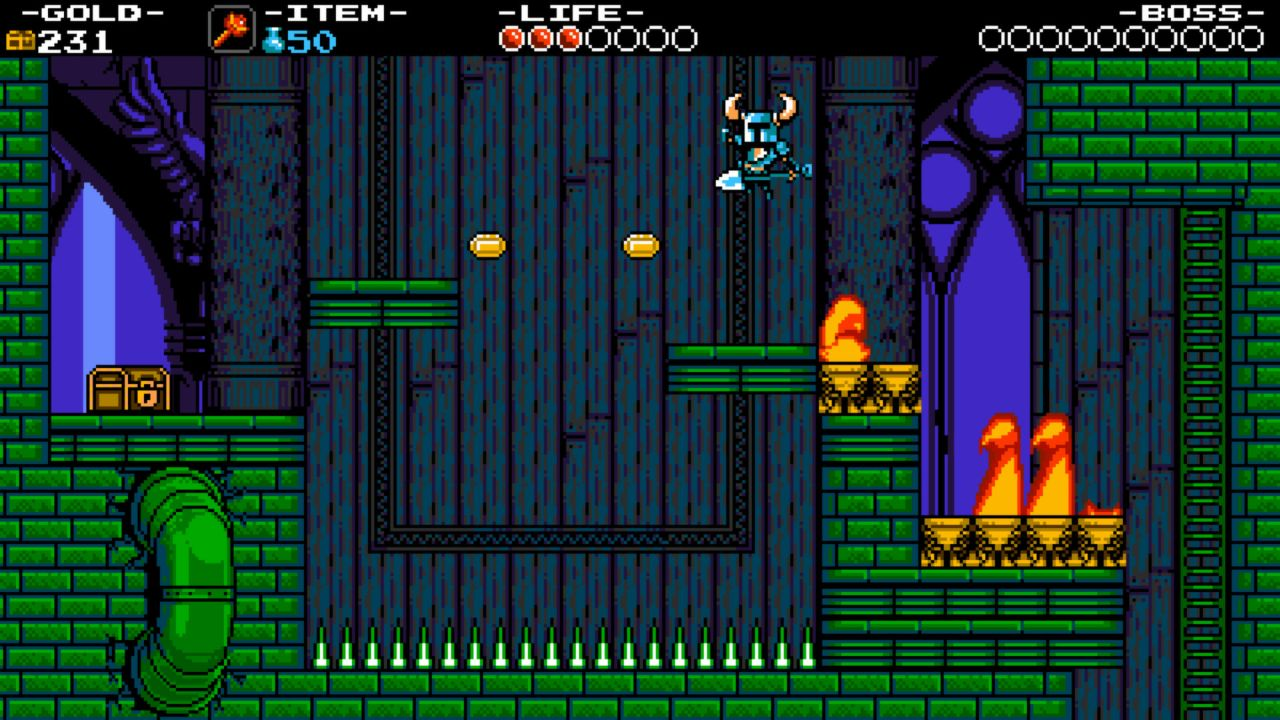 -GOLD- -ITEM- -LIFE- -BOSS-
231 50